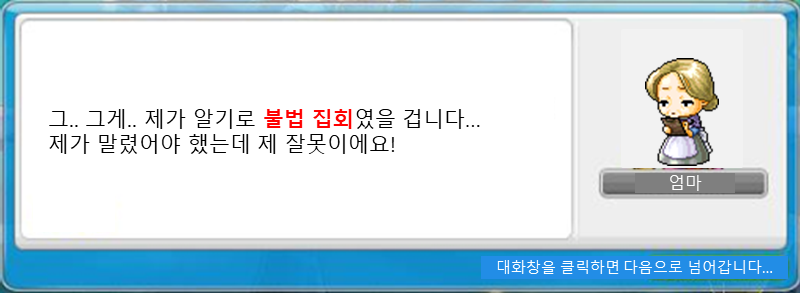 그.. 그게.. 제가 알기로 불법 집회였을 겁니다...
제가 말렸어야 했는데 제 잘못이에요!
엄마
대화창을 클릭하면 다음으로 넘어갑니다...